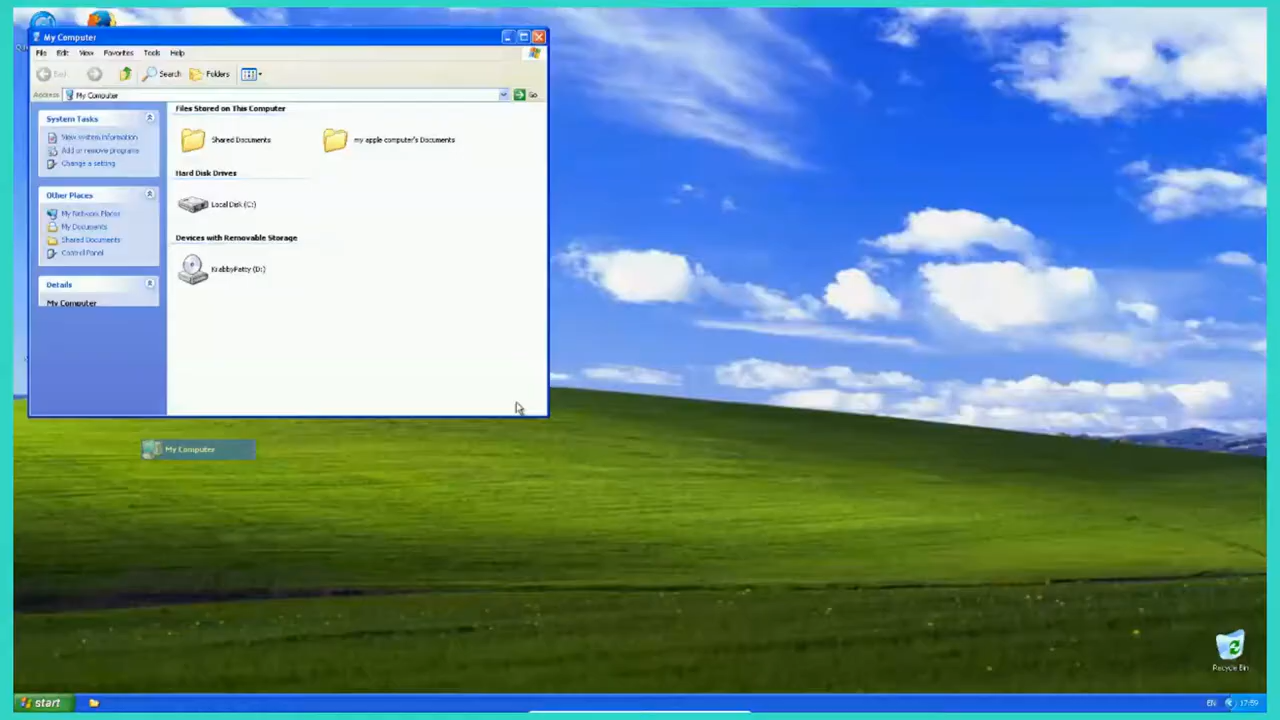 My Computer
File Edit View Favorites Tools Help
Back Search Folders
Address My Computer Go
System Tasks
View system information
Add or remove programs
Change a setting
Other Places
My Network Places
My Documents
Shared Documents
Control Panel
Details
My Computer
Files Stored on This Computer
Shared Documents my apple computer's Documents
Hard Disk Drives
Local Disk (C:)
Devices with Removable Storage
KrabbyPatty (D:)
My Computer
Recycle Bin
start EN 17:59